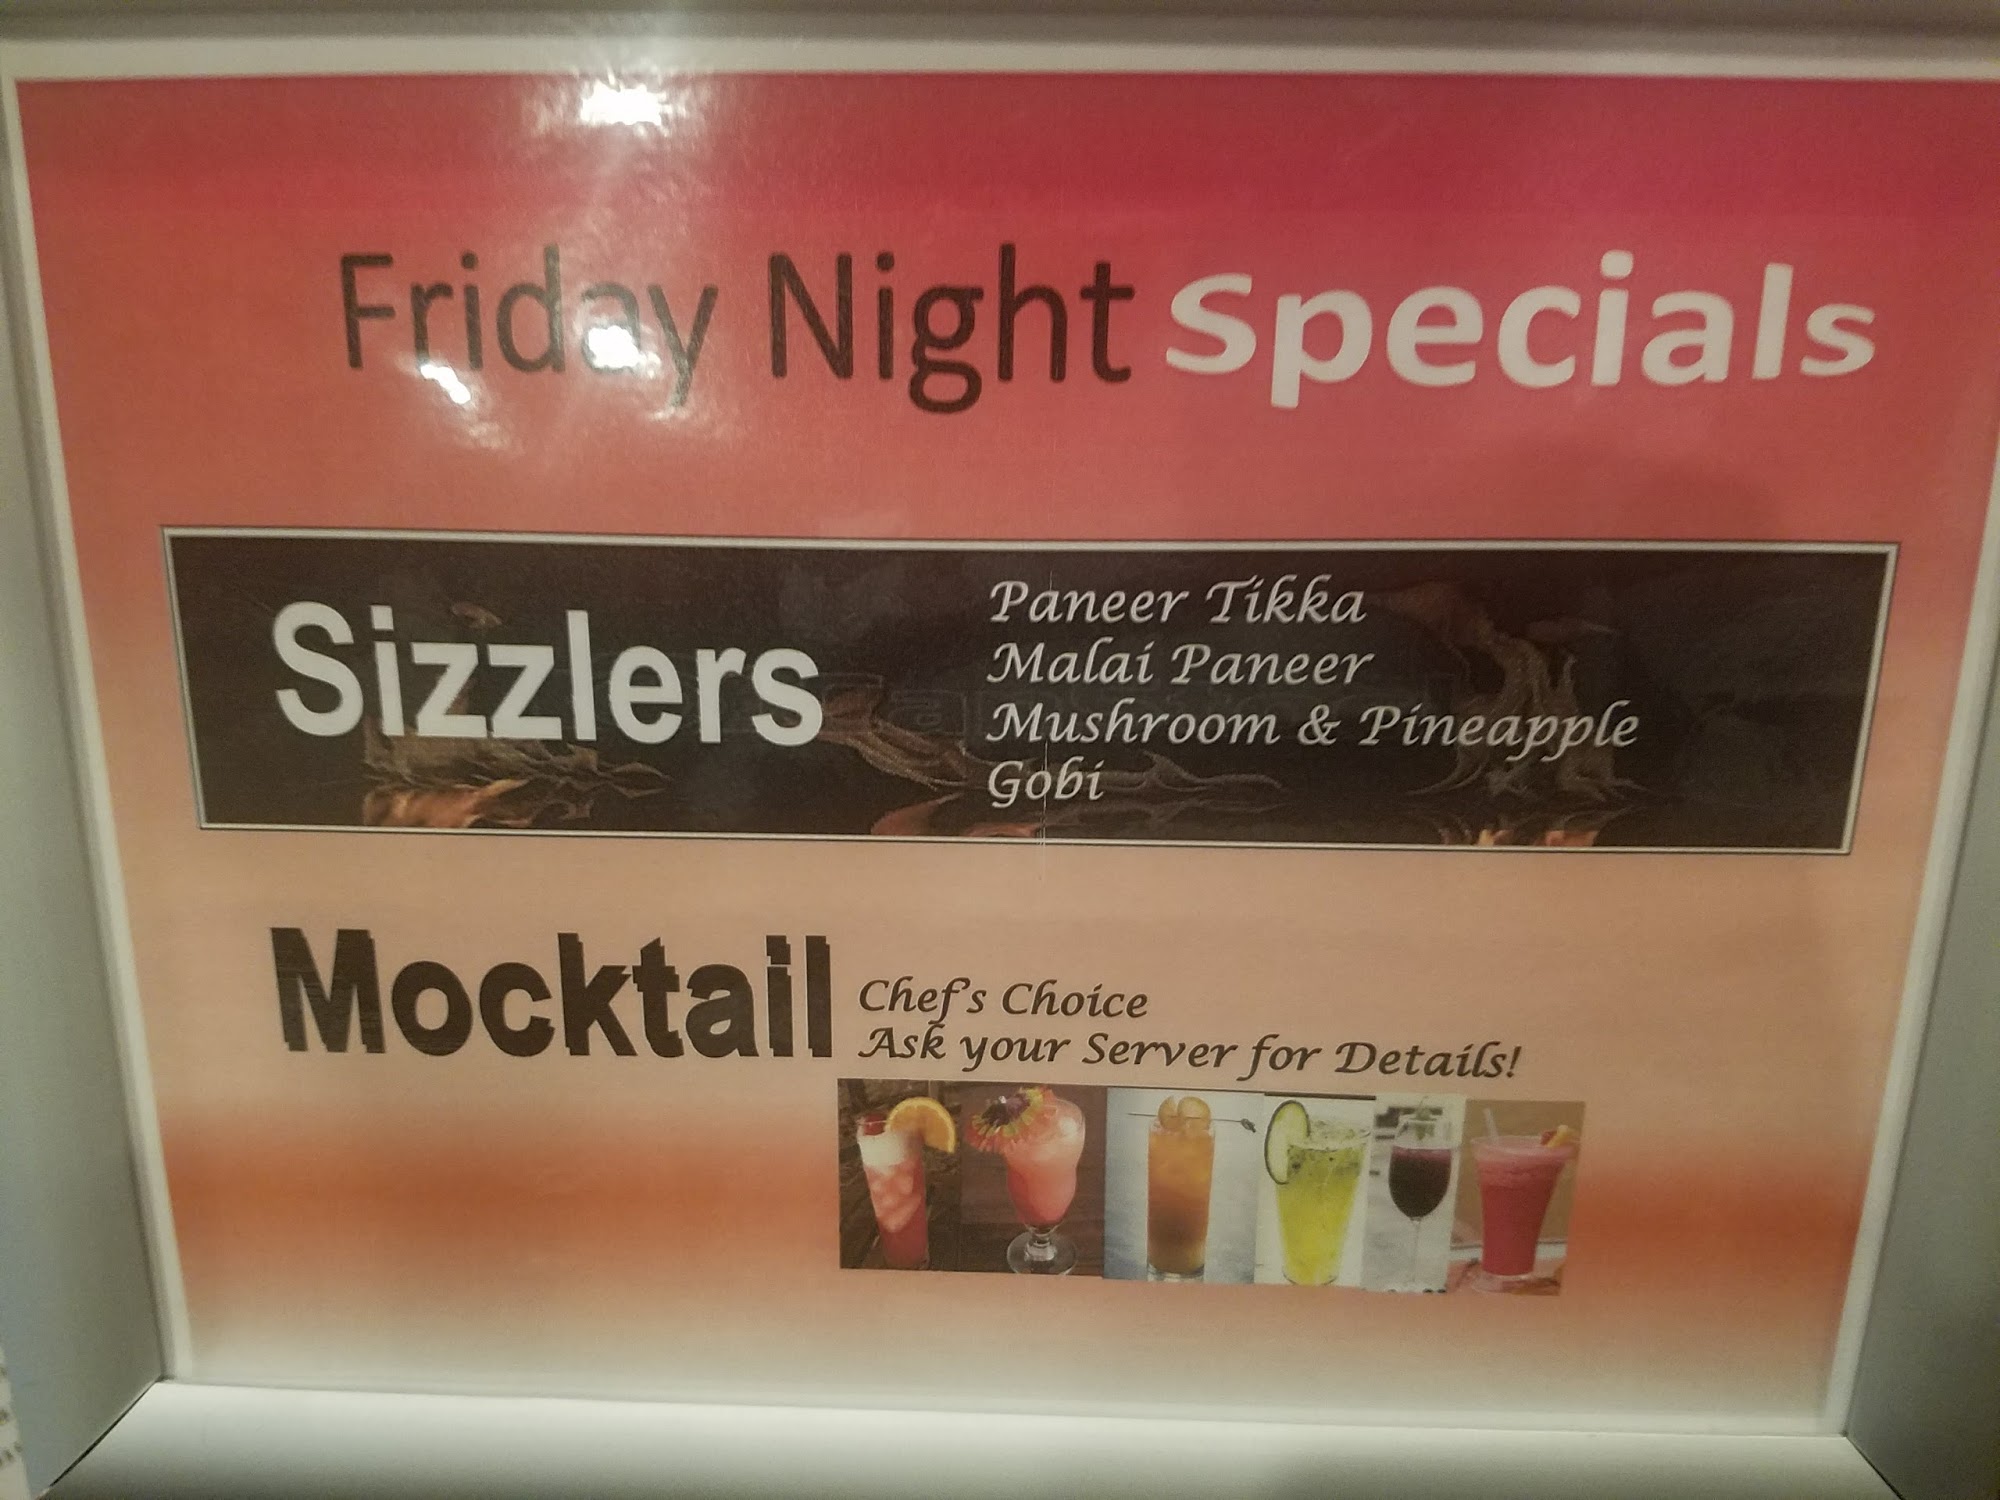 Friday Night Specials
Sizzlers
Paneer Tikka
Malai Paneer
Mushroom & Pineapple
Gobi
Mocktail
Chef's Choice
Ask your Server for Details!